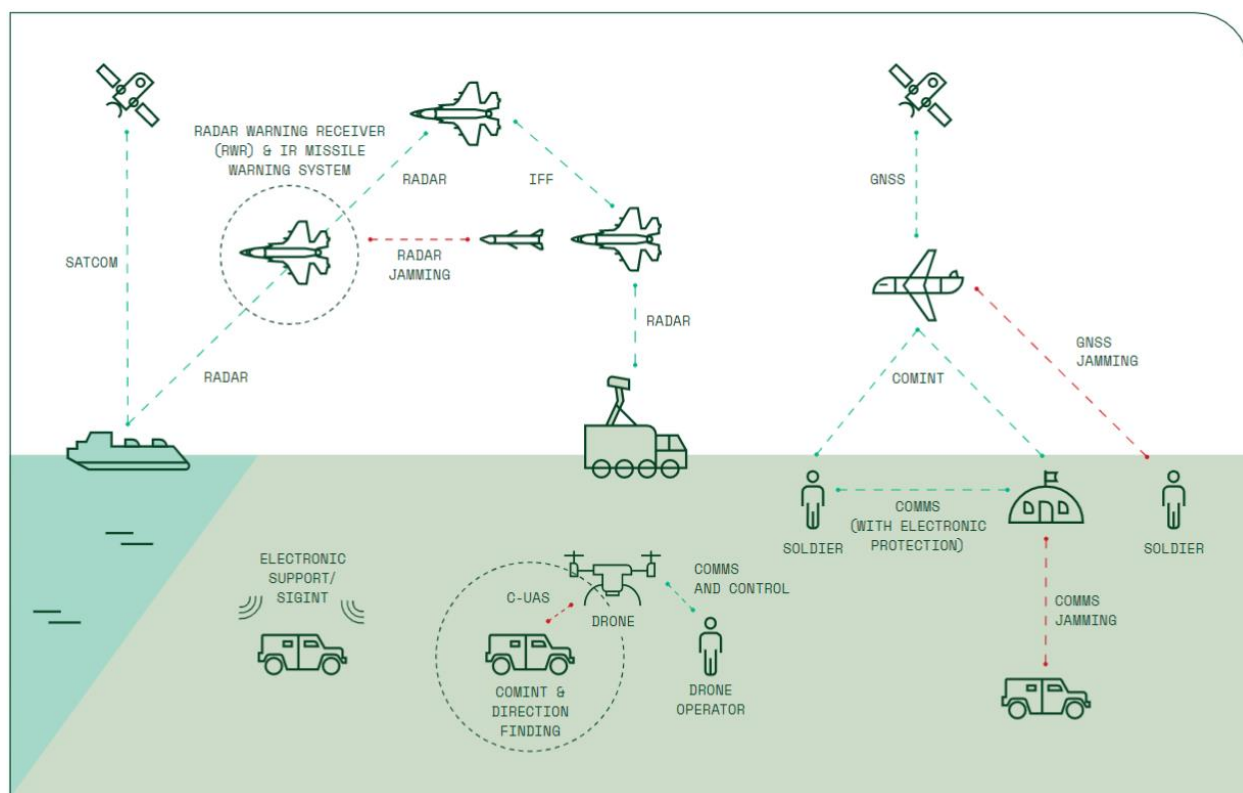 RADAR WARNING RECEIVER
(RWR) & IR MISSILE
WARNING SYSTEM
RADAR
IFF
GNSS
SATCOM
RADAR
JAMMING
RADAR
GNSS
JAMMING
RADAR
COMINT
COMMS
(WITH ELECTRONIC
PROTECTION)
SOLDIER
SOLDIER
ELECTRONIC
SUPPORT/
SIGINT
C-UAS
DRONE
COMMS
AND CONTROL
COMMS
JAMMING
COMINT &
DIRECTION
FINDING
DRONE
OPERATOR